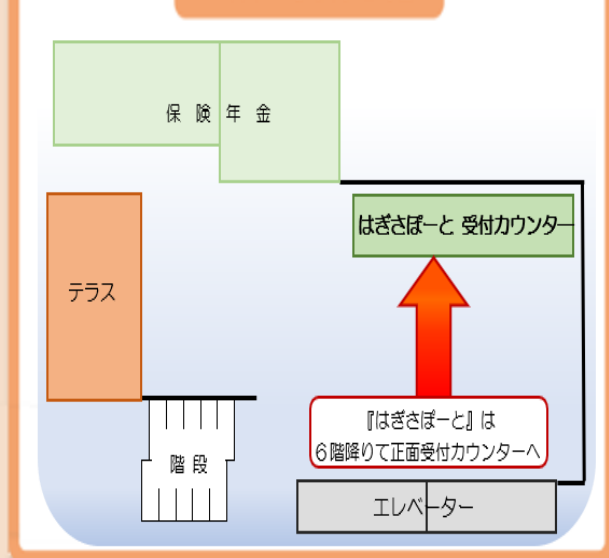 保険年金
はぎさぽーと 受付カウンター
テラス
『はぎさぽーと』は
6階降りて正面受付カウンターへ
階段
エレベーター